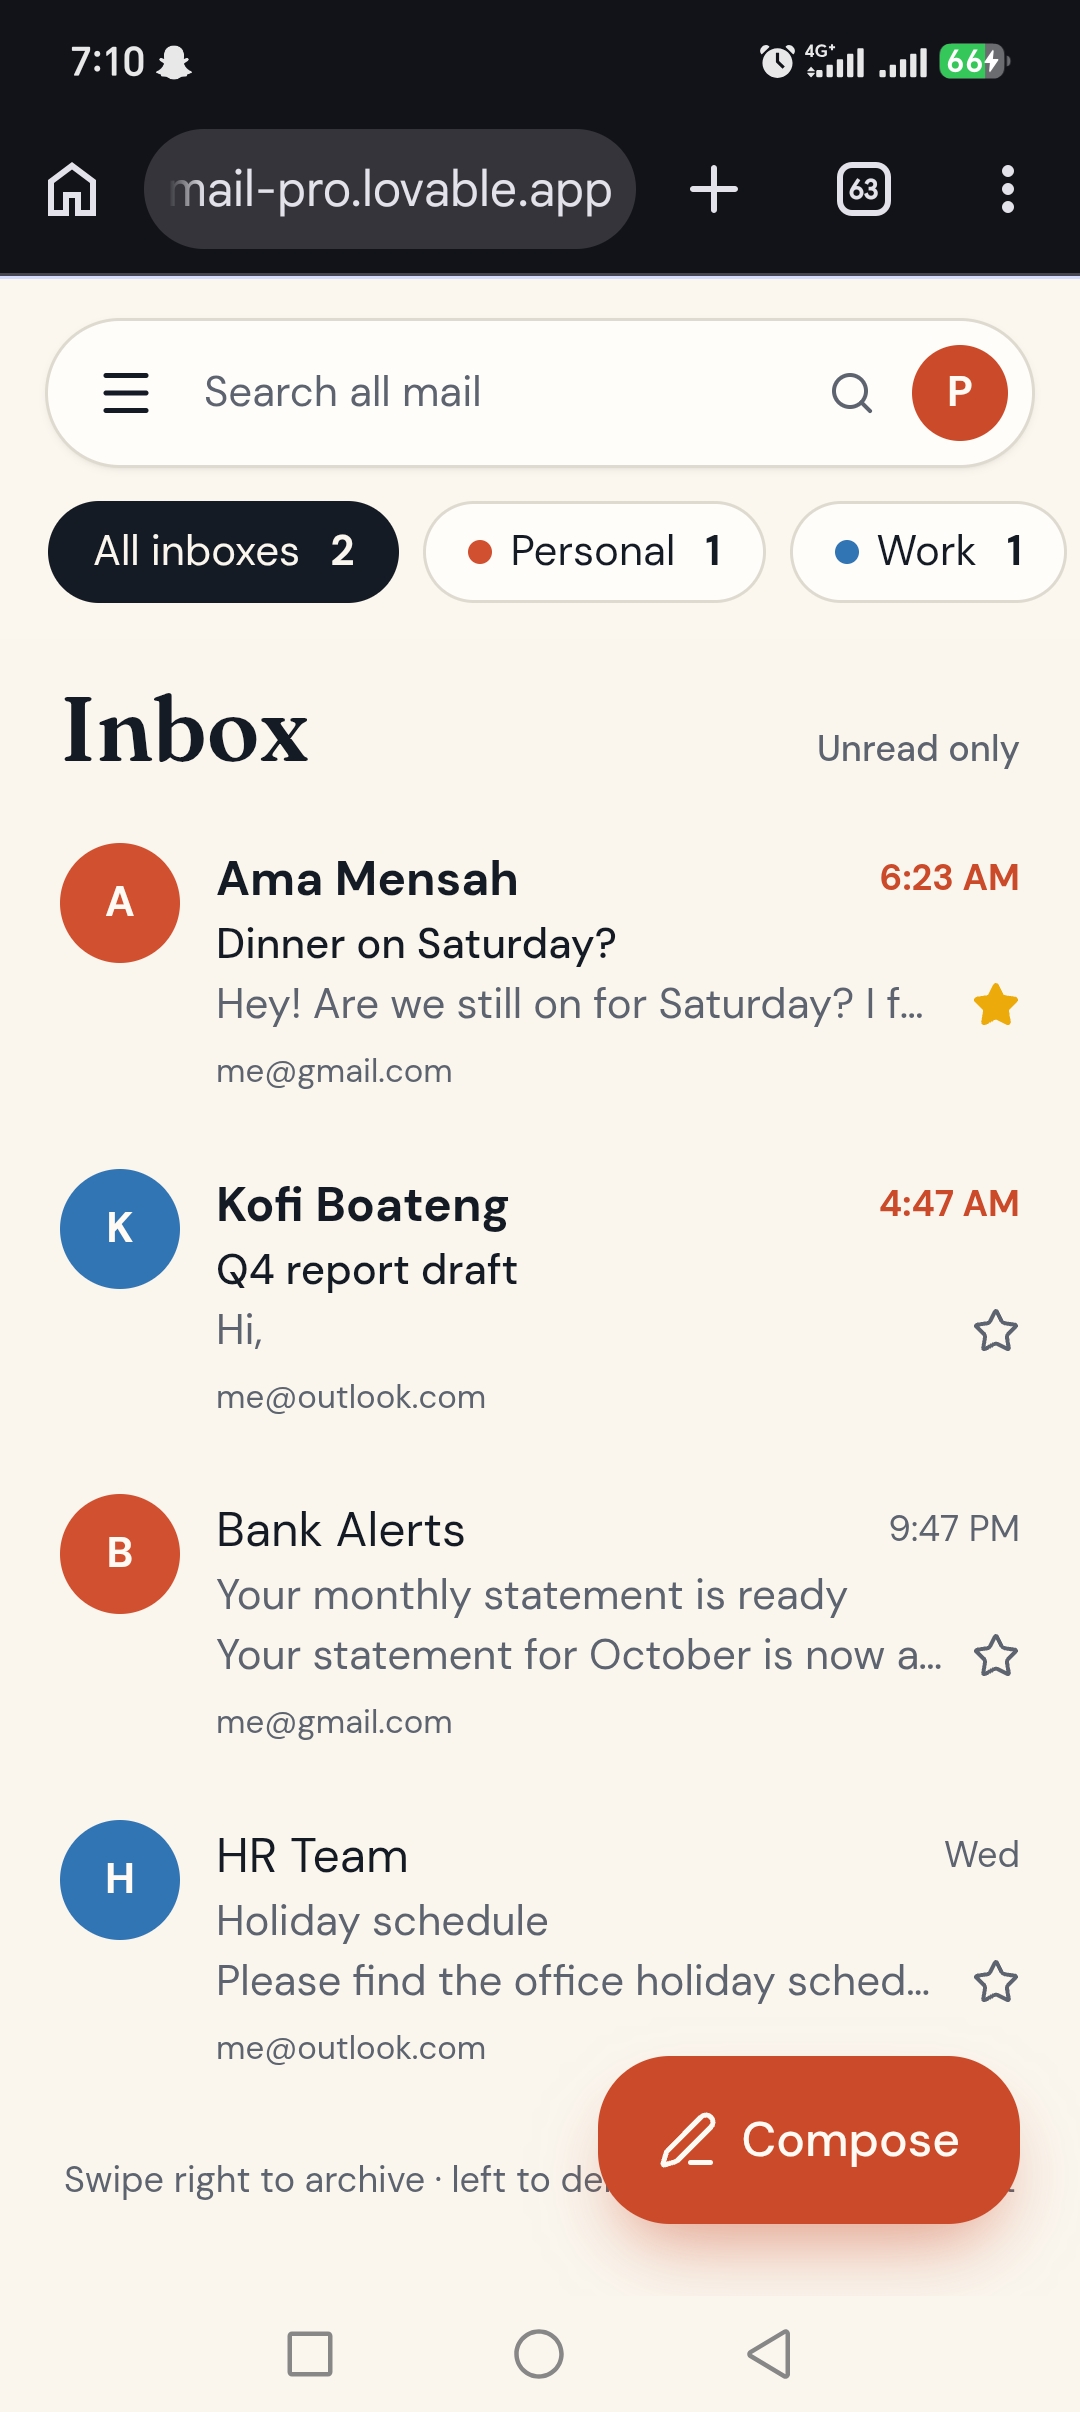 7:10
4G+
66
mail-pro.lovable.app
63
Search all mail
P
All inboxes 2
Personal 1
Work 1
Inbox
Unread only
A
Ama Mensah
6:23 AM
Dinner on Saturday?
Hey! Are we still on for Saturday? I f...
me@gmail.com
K
Kofi Boateng
4:47 AM
Q4 report draft
Hi,
me@outlook.com
B
Bank Alerts
9:47 PM
Your monthly statement is ready
Your statement for October is now a...
me@gmail.com
H
HR Team
Wed
Holiday schedule
Please find the office holiday sched...
me@outlook.com
Compose
Swipe right to archive · left to